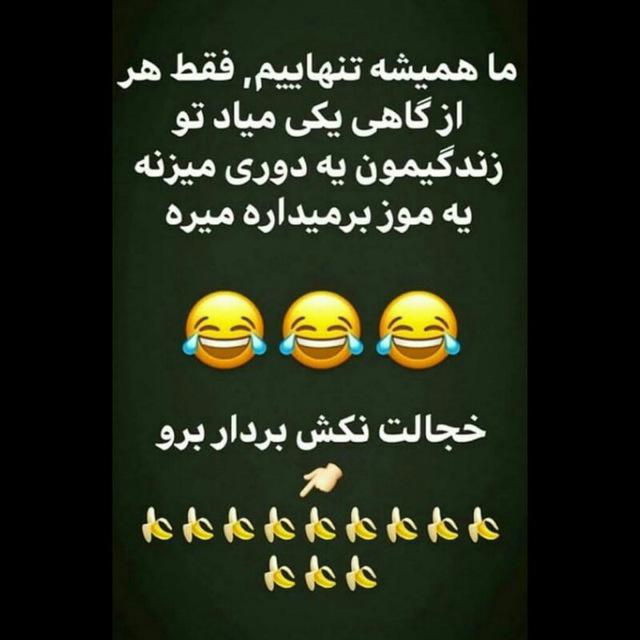 ما همیشه تنهاییم, فقط هر
از گاهی یکی میاد تو
زندگیمون یه دوری میزنه
یه موز برمیداره میره
😂😂😂
خجالت نکش بردار برو
👈🏻
🍌🍌🍌🍌🍌🍌🍌🍌🍌
🍌🍌🍌